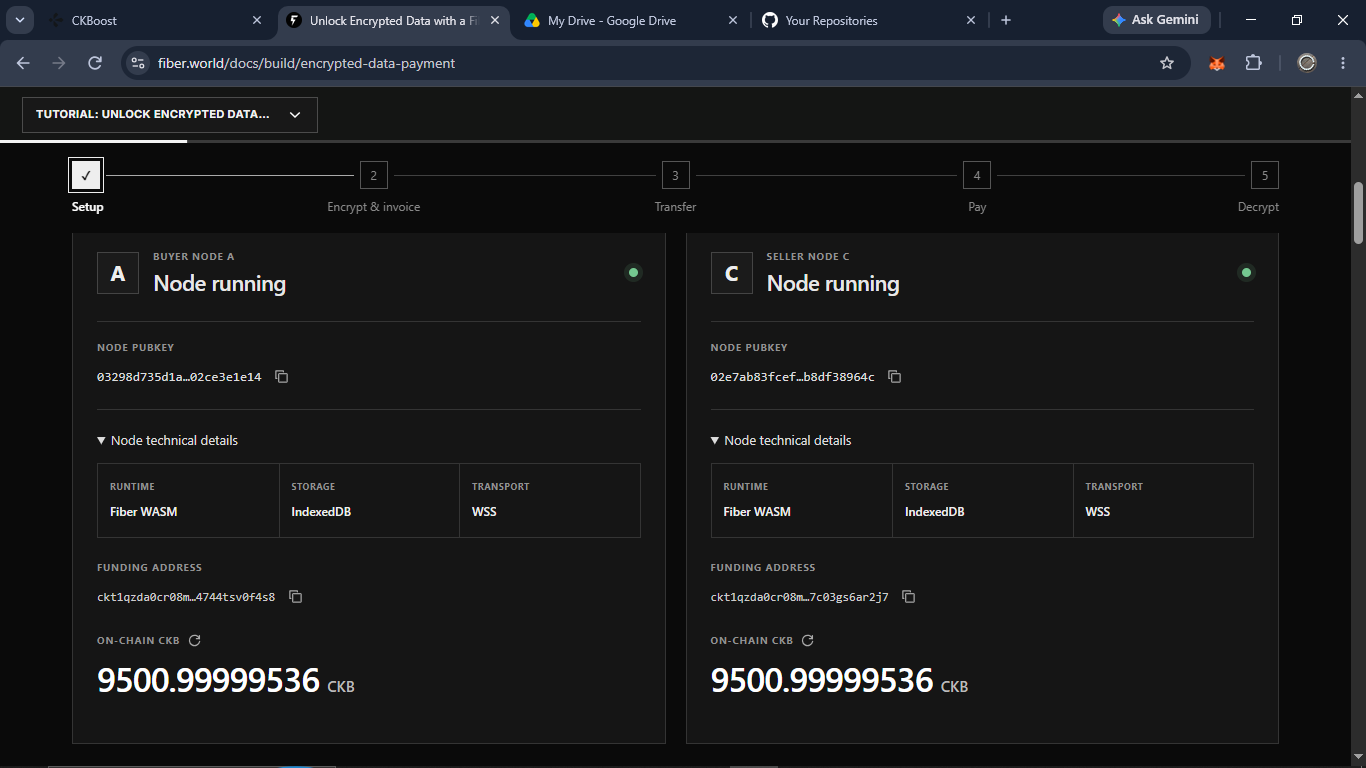 CKBoost
Unlock Encrypted Data with a Fi
My Drive - Google Drive
Your Repositories
Ask Gemini
fiber.world/docs/build/encrypted-data-payment
TUTORIAL: UNLOCK ENCRYPTED DATA...
✓ 2 3 4 5
Setup Encrypt & invoice Transfer Pay Decrypt
A
BUYER NODE A
Node running
NODE PUBKEY
03298d735d1a…02ce3e1e14
▼ Node technical details
RUNTIME STORAGE TRANSPORT
Fiber WASM IndexedDB WSS
FUNDING ADDRESS
ckt1qzda0cr08m…4744tsv0f4s8
ON-CHAIN CKB
9500.99999536 CKB
C
SELLER NODE C
Node running
NODE PUBKEY
02e7ab83fcef…b8df38964c
▼ Node technical details
RUNTIME STORAGE TRANSPORT
Fiber WASM IndexedDB WSS
FUNDING ADDRESS
ckt1qzda0cr08m…7c03gs6ar2j7
ON-CHAIN CKB
9500.99999536 CKB